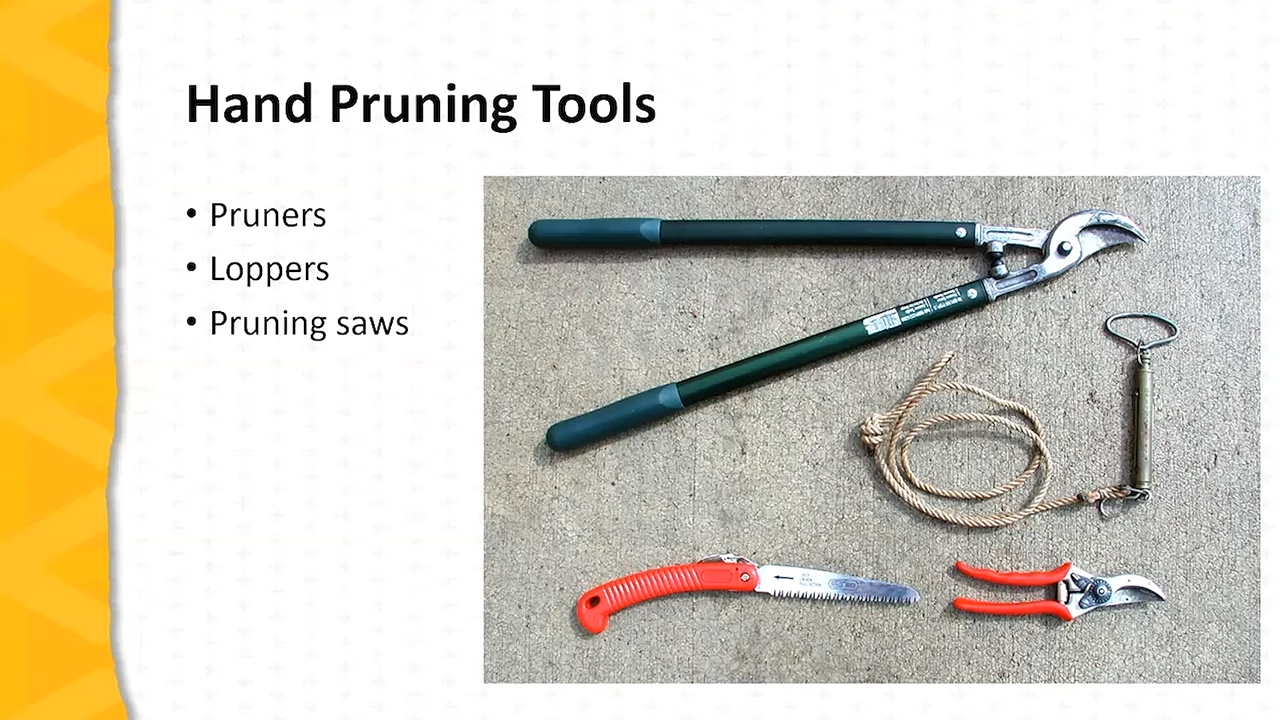 Hand Pruning Tools
• Pruners
• Loppers
• Pruning saws